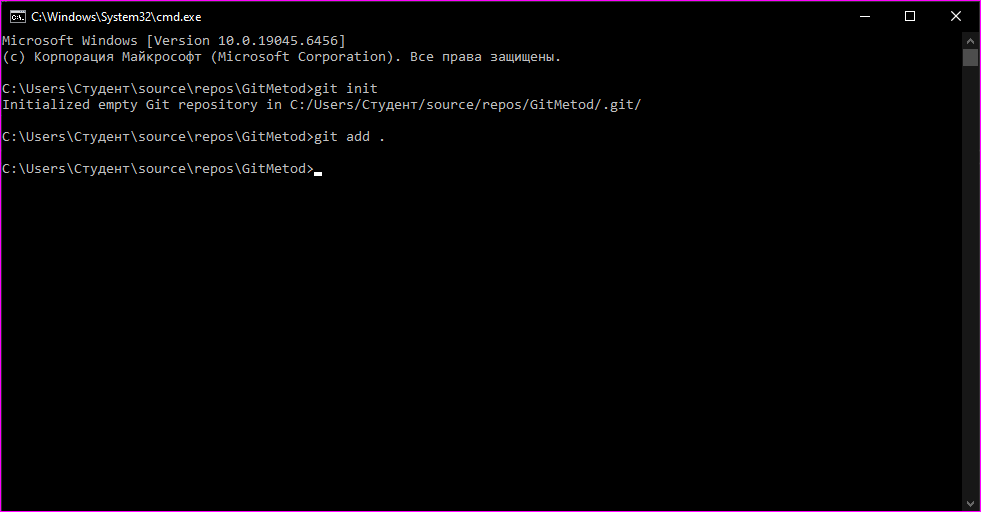 C:\Windows\System32\cmd.exe
Microsoft Windows [Version 10.0.19045.6456]
(c) Корпорация Майкрософт (Microsoft Corporation). Все права защищены.
C:\Users\Студент\source\repos\GitMetod>git init
Initialized empty Git repository in C:/Users/Студент/source/repos/GitMetod/.git/
C:\Users\Студент\source\repos\GitMetod>git add .
C:\Users\Студент\source\repos\GitMetod>